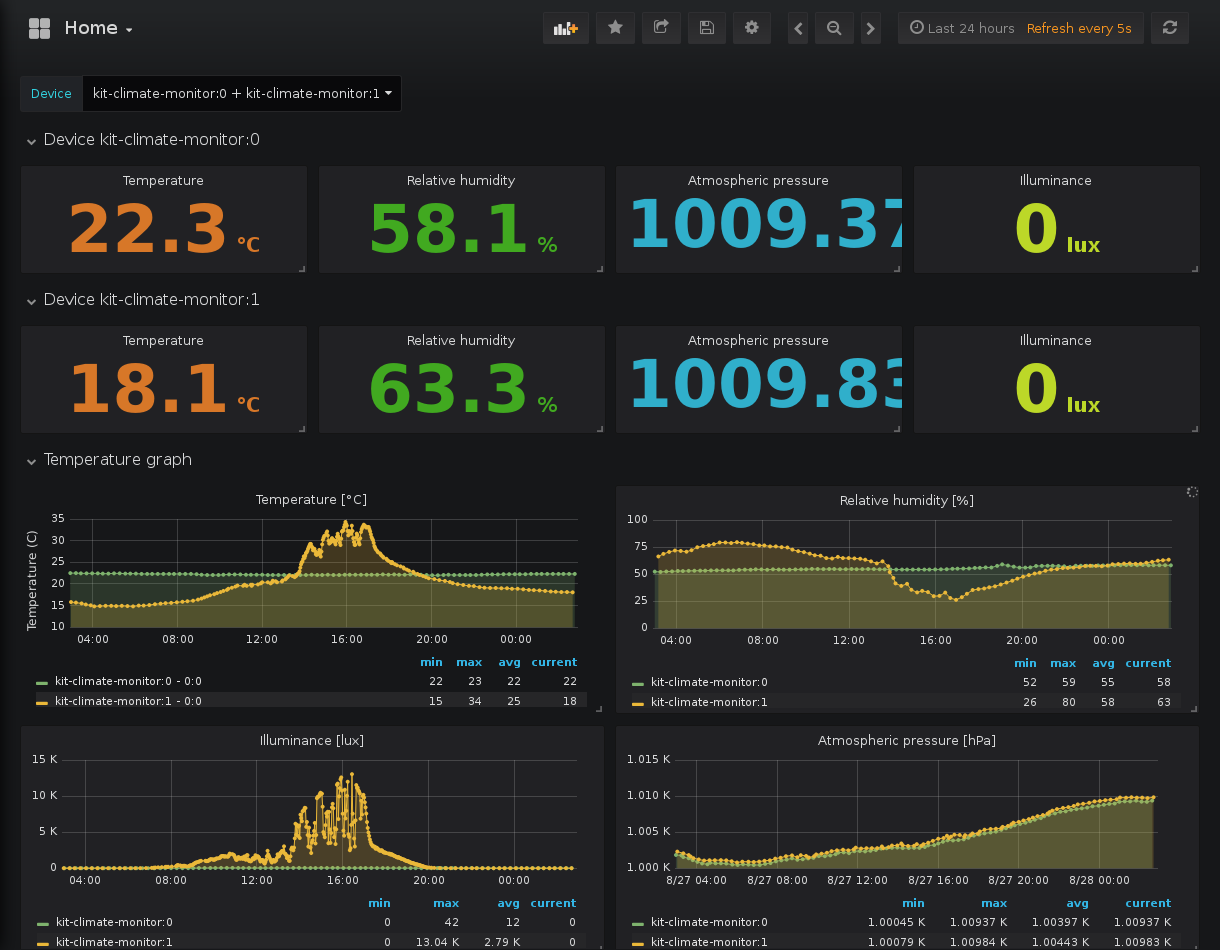 Home
Last 24 hours Refresh every 5s
Device kit-climate-monitor:0 + kit-climate-monitor:1
Device kit-climate-monitor:0
Temperature Relative humidity Atmospheric pressure Illuminance
22.3 °C 58.1 % 1009.37 0 lux
Device kit-climate-monitor:1
Temperature Relative humidity Atmospheric pressure Illuminance
18.1 °C 63.3 % 1009.83 0 lux
Temperature graph
Temperature [°C]
Temperature (C)
35
30
25
20
15
10
04:00 08:00 12:00 16:00 20:00 00:00
min max avg current
kit-climate-monitor:0 - 0:0 22 23 22 22
kit-climate-monitor:1 - 0:0 15 34 25 18
Relative humidity [%]
100
75
50
25
0
04:00 08:00 12:00 16:00 20:00 00:00
min max avg current
kit-climate-monitor:0 52 59 55 58
kit-climate-monitor:1 26 80 58 63
Illuminance [lux]
15 K
10 K
5 K
0
04:00 08:00 12:00 16:00 20:00 00:00
min max avg current
kit-climate-monitor:0 0 42 12 0
kit-climate-monitor:1 0 13.04 K 2.79 K 0
Atmospheric pressure [hPa]
1.015 K
1.010 K
1.005 K
1.000 K
8/27 04:00 8/27 08:00 8/27 12:00 8/27 16:00 8/27 20:00 8/28 00:00
min max avg current
kit-climate-monitor:0 1.00045 K 1.00937 K 1.00397 K 1.00937 K
kit-climate-monitor:1 1.00079 K 1.00984 K 1.00443 K 1.00983 K